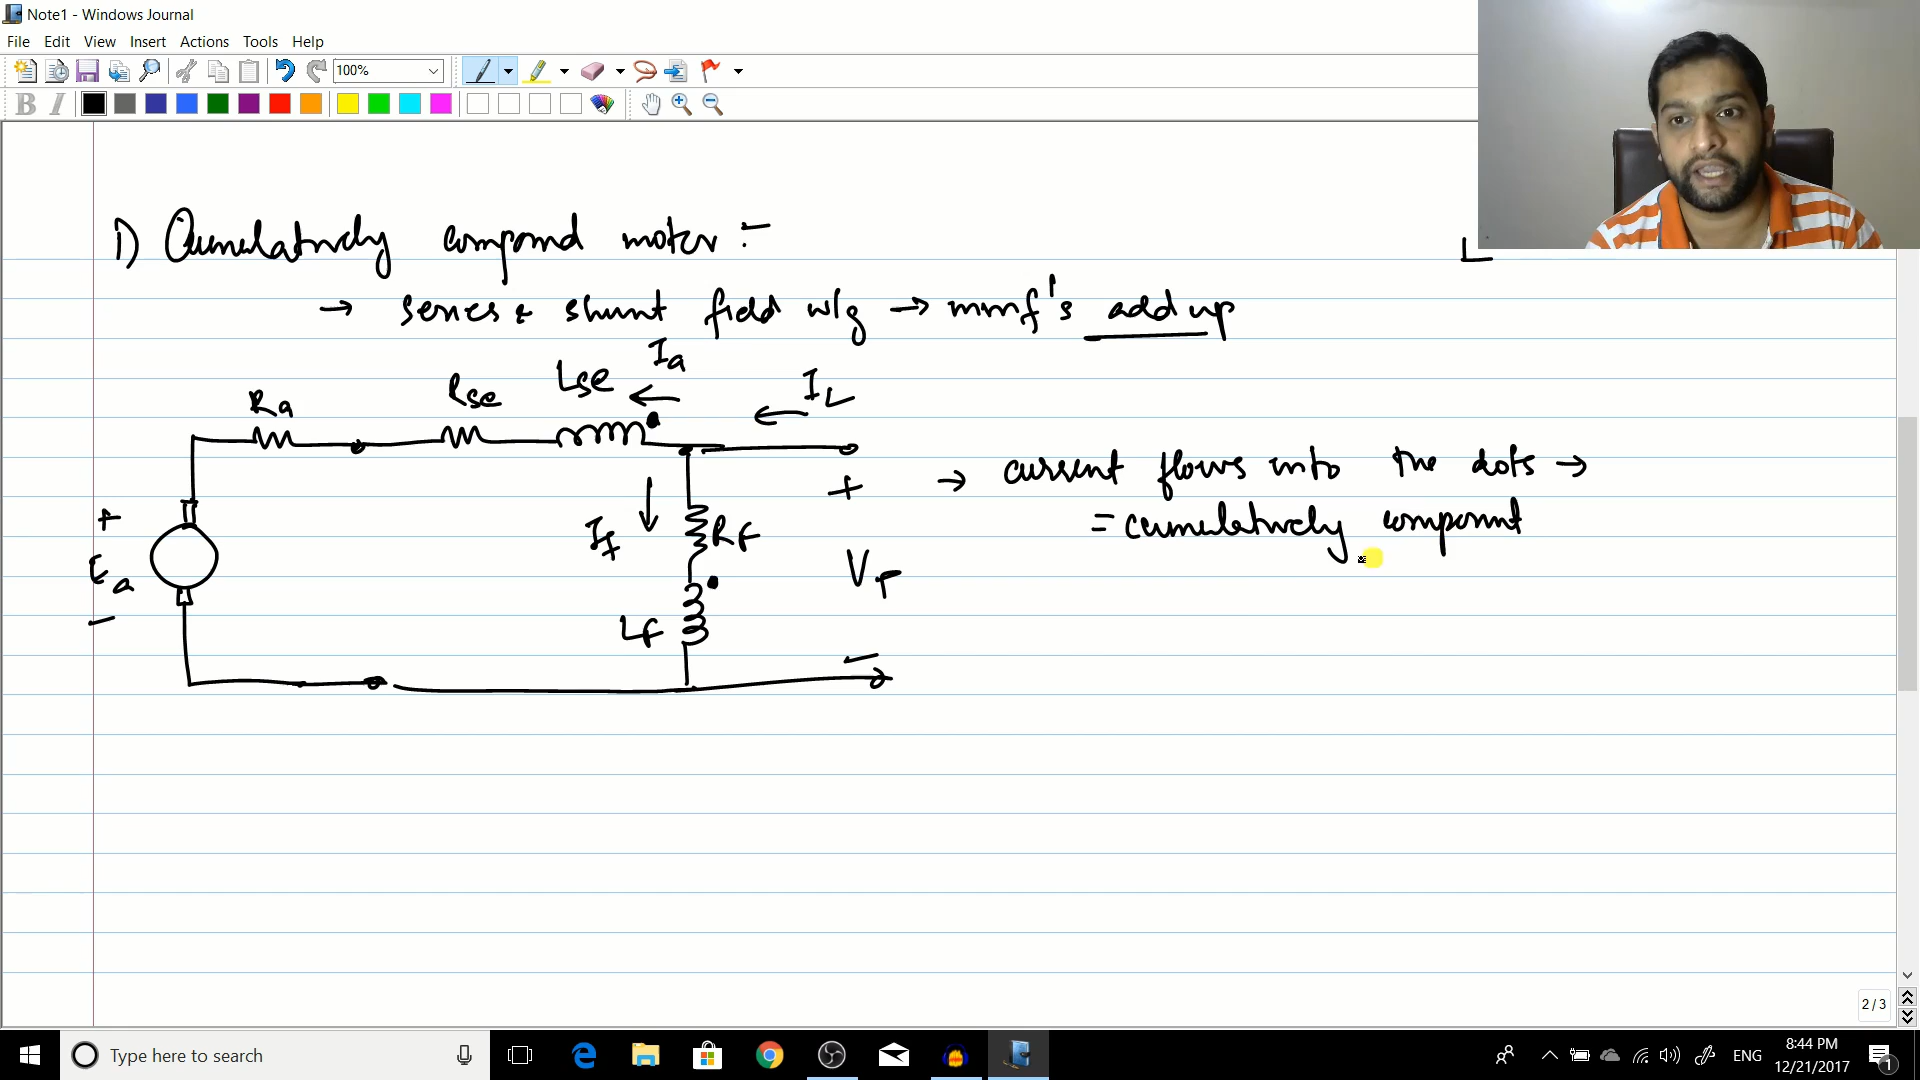 Note1 - Windows Journal
File Edit View Insert Actions Tools Help
100%
B I
1) Cumulatively compound motor :-
→ series & shunt field w/g → mmf's add up
Ra Rse Lse Ia IL
+ Ea -
If Rf Lf
+ VT -
→ current flows into the dots →
= cumulatively compount
L
2 / 3
Type here to search
ENG
8:44 PM
12/21/2017
1